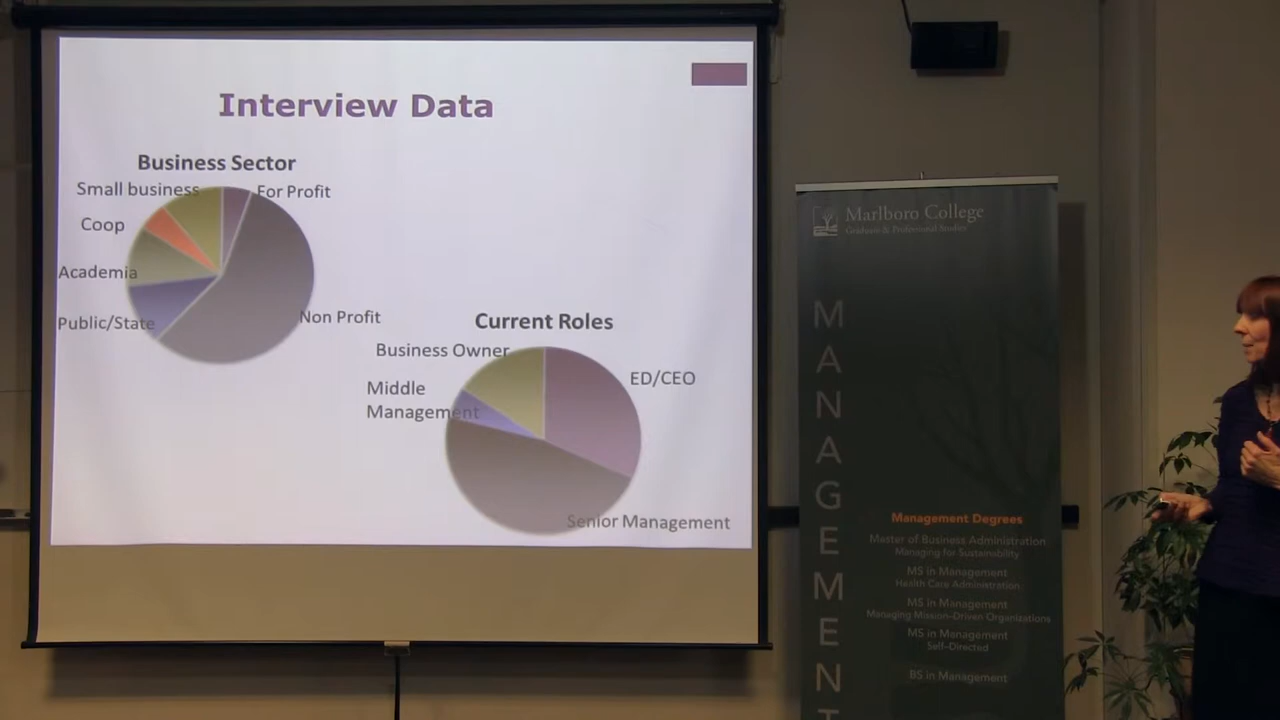 Interview Data
Business Sector
Small business
For Profit
Coop
Academia
Public/State
Non Profit
Current Roles
Business Owner
ED/CEO
Middle
Management
Senior Management
Marlboro College
Graduate & Professional Studies
MANAGEMENT
Management Degrees
Master of Business Administration
Managing for Sustainability
MS in Management
Health Care Administration
MS in Management
Managing Mission-Driven Organizations
MS in Management
Self-Directed
BS in Management